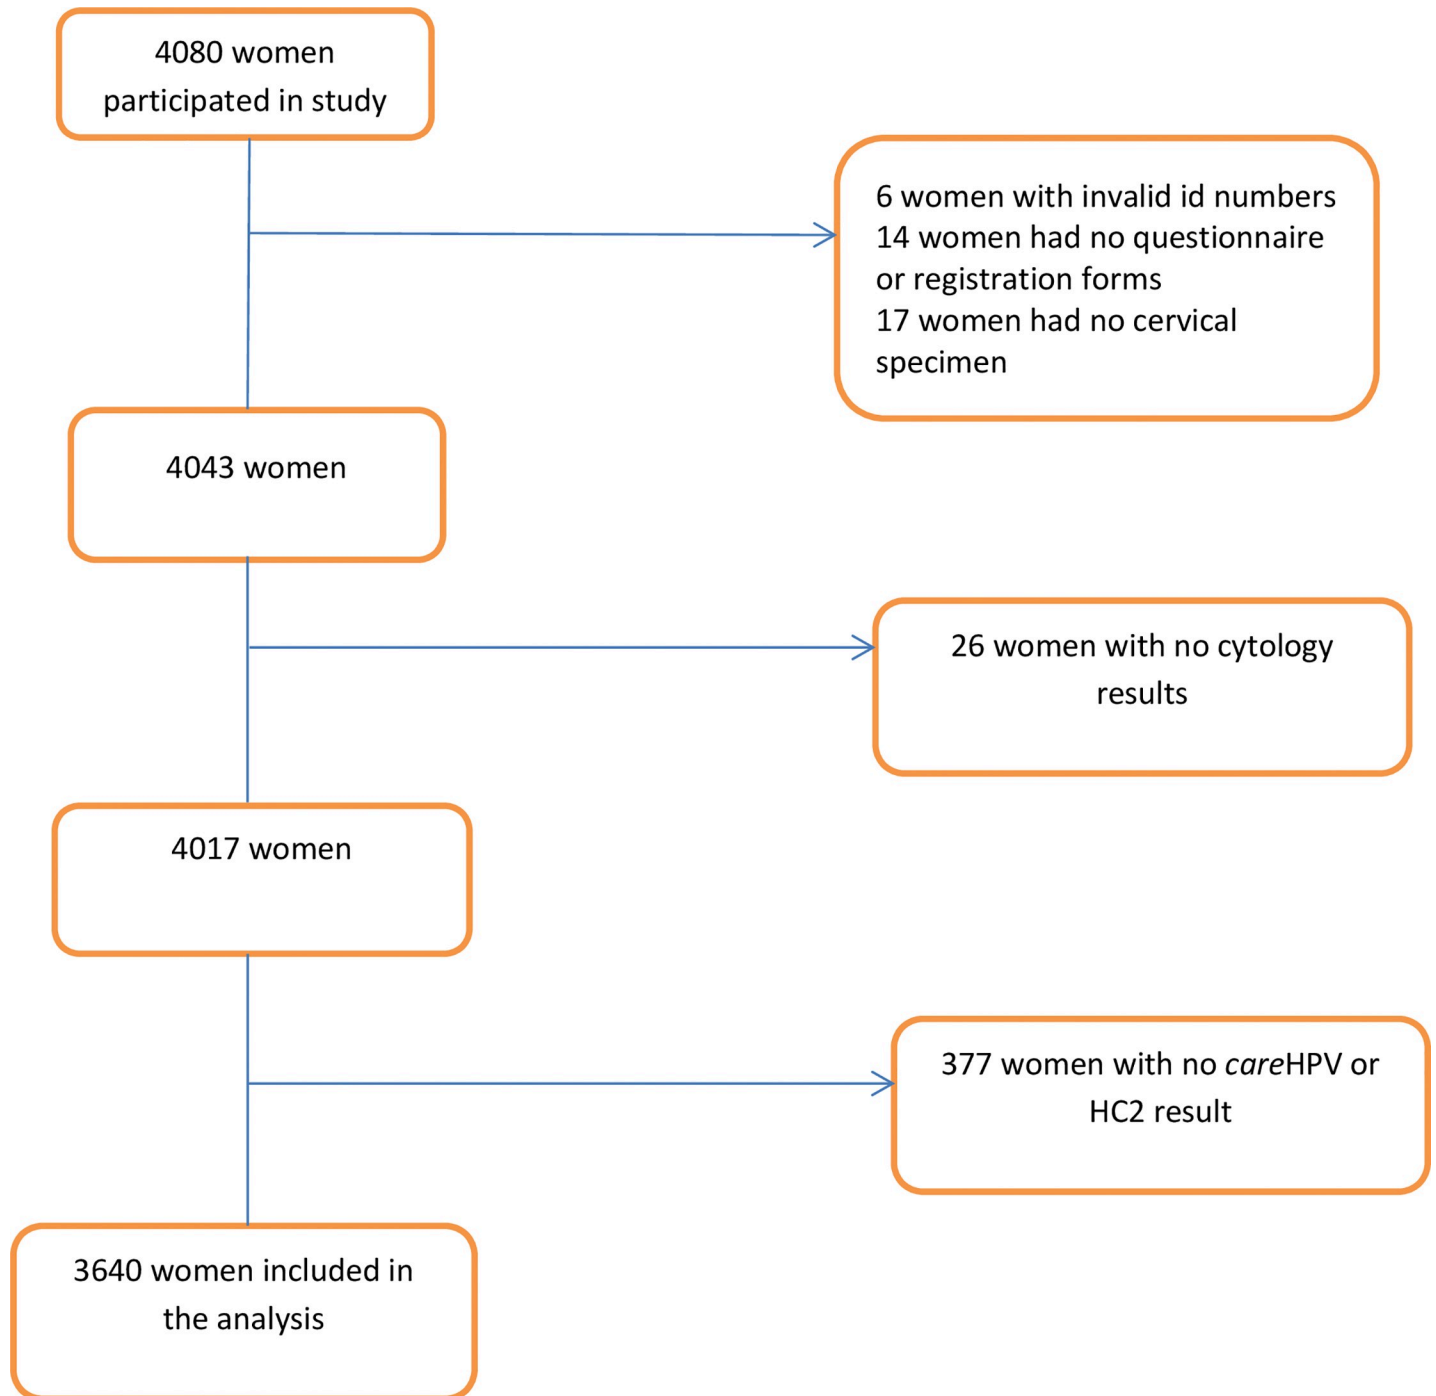 4080 women
participated in study
6 women with invalid id numbers
14 women had no questionnaire
or registration forms
17 women had no cervical
specimen
4043 women
26 women with no cytology
results
4017 women
377 women with no careHPV or
HC2 result
3640 women included in
the analysis